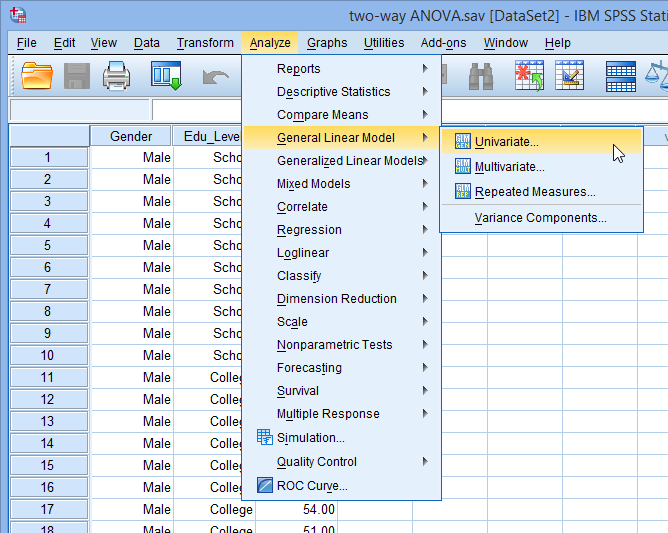 two-way ANOVA.sav [DataSet2] - IBM SPSS Stati
File Edit View Data Transform Analyze Graphs Utilities Add-ons Window Help
Reports
Descriptive Statistics
Compare Means
General Linear Model
Generalized Linear Models
Mixed Models
Correlate
Regression
Loglinear
Classify
Dimension Reduction
Scale
Nonparametric Tests
Forecasting
Survival
Multiple Response
Simulation...
Quality Control
ROC Curve...
Univariate...
Multivariate...
Repeated Measures...
Variance Components...
Gender Edu_Leve
1 Male Scho
2 Male Scho
3 Male Scho
4 Male Scho
5 Male Scho
6 Male Scho
7 Male Scho
8 Male Scho
9 Male Scho
10 Male Scho
11 Male Colleg
12 Male Colleg
13 Male Colleg
14 Male Colleg
15 Male Colleg
16 Male Colleg
17 Male College 54.00
18 Male College 51.00